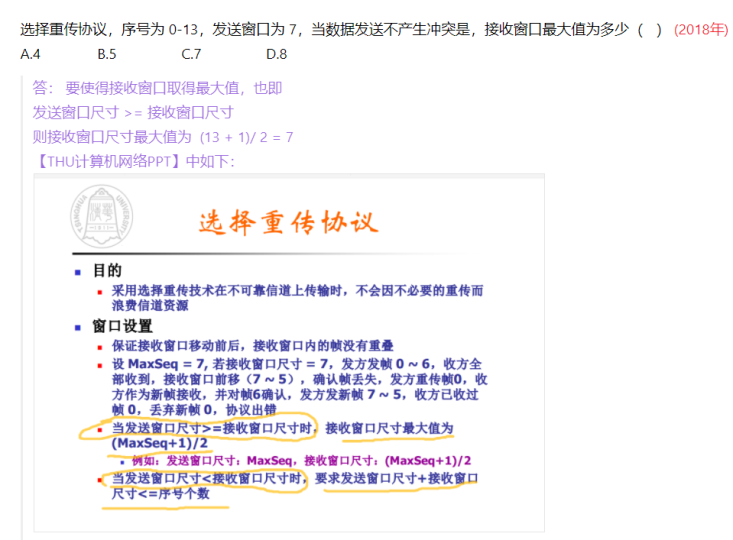 选择重传协议，序号为 0-13，发送窗口为 7，当数据发送不产生冲突是，接收窗口最大值为多少（ ）(2018年)
A.4 B.5 C.7 D.8
答： 要使得接收窗口取得最大值，也即
发送窗口尺寸 >= 接收窗口尺寸
则接收窗口尺寸最大值为 (13 + 1)/ 2 = 7
【THU计算机网络PPT】中如下：
选择重传协议
目的
采用选择重传技术在不可靠信道上传输时，不会因不必要的重传而
浪费信道资源
窗口设置
保证接收窗口移动前后，接收窗口内的帧没有重叠
设 MaxSeq = 7, 若接收窗口尺寸 = 7，发方发帧 0 ~ 6，收方全
部收到，接收窗口前移（7 ~ 5），确认帧丢失，发方重传帧0，收
方作为新帧接收，并对帧6确认，发方发新帧 7 ~ 5，收方已收过
帧 0，丢弃新帧 0，协议出错
当发送窗口尺寸>=接收窗口尺寸时，接收窗口尺寸最大值为
(MaxSeq+1)/2
例如：发送窗口尺寸：MaxSeq，接收窗口尺寸：(MaxSeq+1)/2
当发送窗口尺寸<接收窗口尺寸时，要求发送窗口尺寸+接收窗口
尺寸<=序号个数